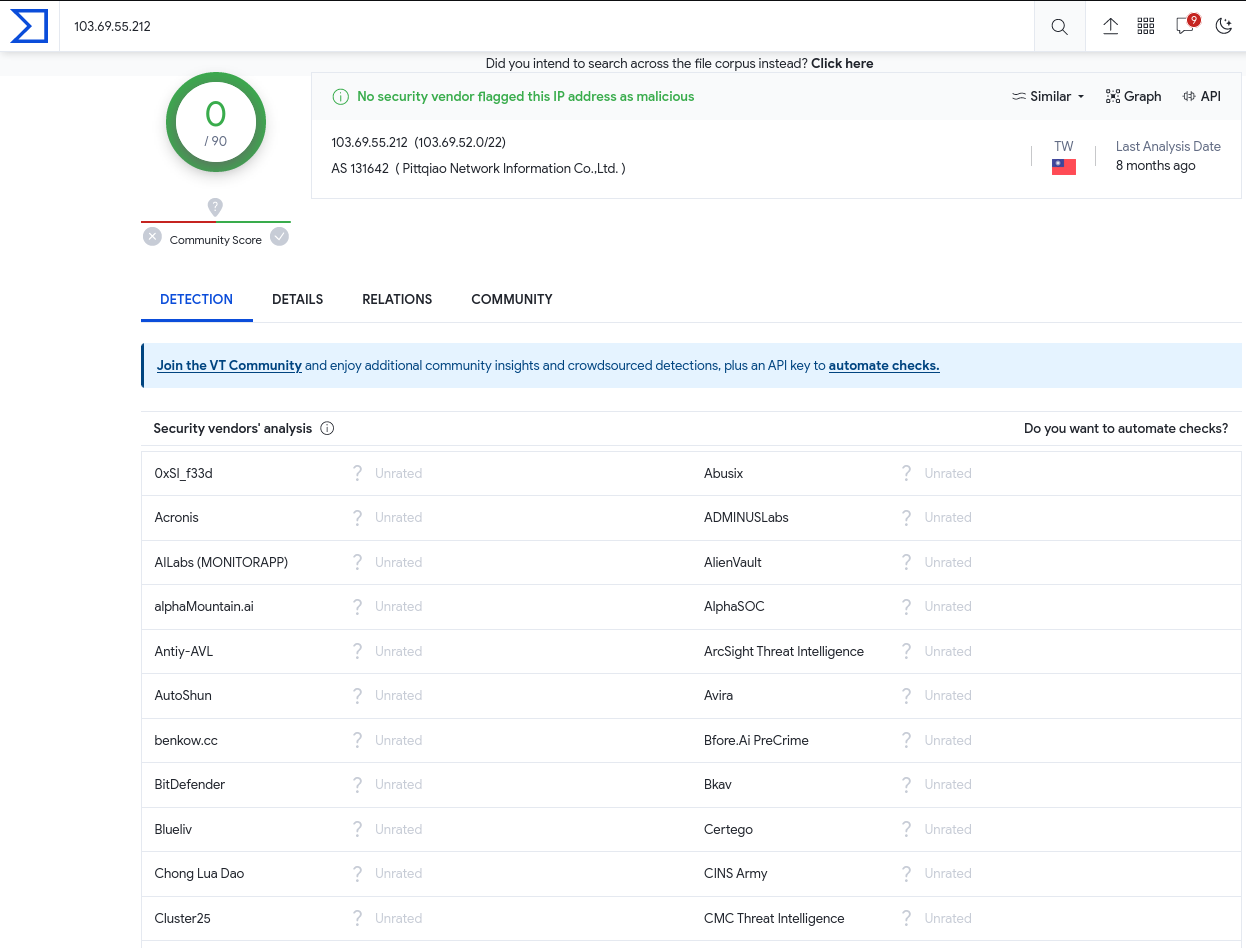 103.69.55.212
9
Did you intend to search across the file corpus instead? Click here
0
/ 90
No security vendor flagged this IP address as malicious
Similar
Graph
API
103.69.55.212 (103.69.52.0/22)
AS 131642 ( Pittqiao Network Information Co.,Ltd. )
TW
Last Analysis Date
8 months ago
?
Community Score
DETECTION DETAILS RELATIONS COMMUNITY
Join the VT Community and enjoy additional community insights and crowdsourced detections, plus an API key to automate checks.
Security vendors' analysis
Do you want to automate checks?
0xSI_f33d ? Unrated Abusix ? Unrated
Acronis ? Unrated ADMINUSLabs ? Unrated
AILabs (MONITORAPP) ? Unrated AlienVault ? Unrated
alphaMountain.ai ? Unrated AlphaSOC ? Unrated
Antiy-AVL ? Unrated ArcSight Threat Intelligence ? Unrated
AutoShun ? Unrated Avira ? Unrated
benkow.cc ? Unrated Bfore.Ai PreCrime ? Unrated
BitDefender ? Unrated Bkav ? Unrated
Blueliv ? Unrated Certego ? Unrated
Chong Lua Dao ? Unrated CINS Army ? Unrated
Cluster25 ? Unrated CMC Threat Intelligence ? Unrated